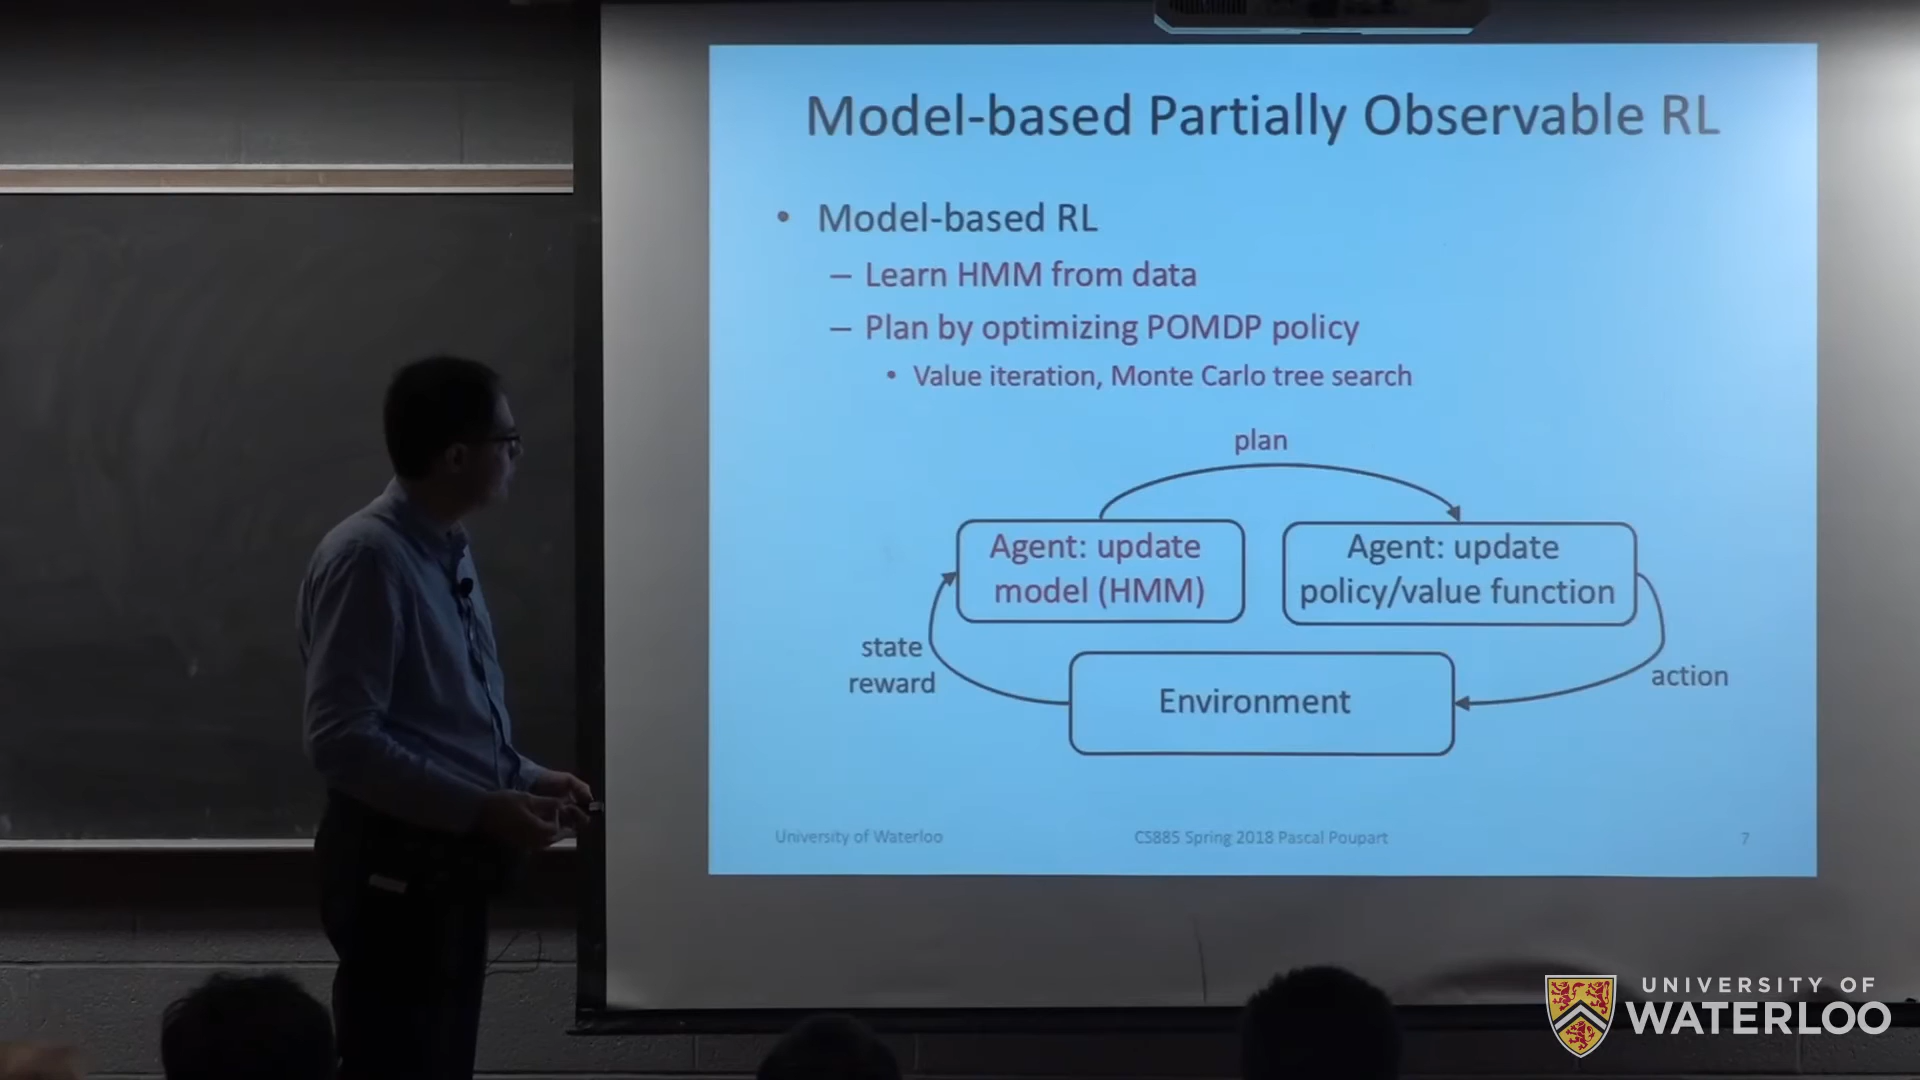 Model-based Partially Observable RL
• Model-based RL
– Learn HMM from data
– Plan by optimizing POMDP policy
• Value iteration, Monte Carlo tree search
plan
Agent: update
model (HMM)
Agent: update
policy/value function
state
reward
action
Environment
University of Waterloo
CS885 Spring 2018 Pascal Poupart
7
UNIVERSITY OF
WATERLOO